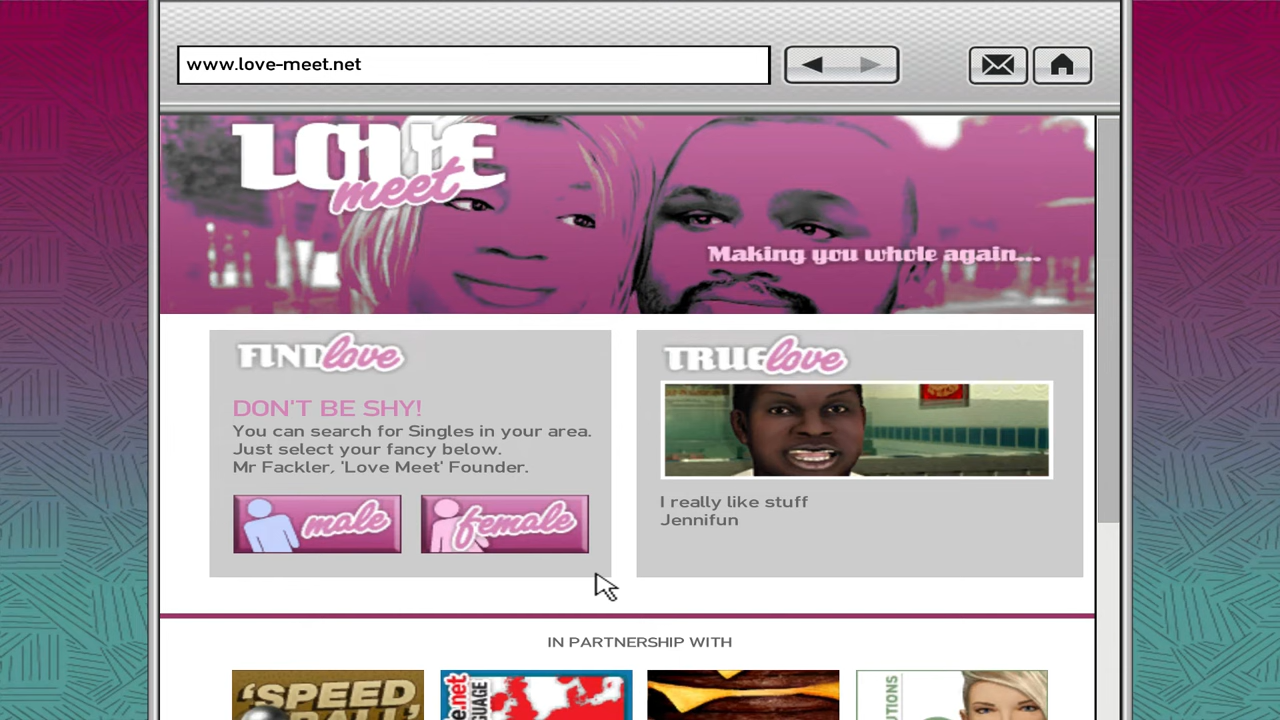 www.love-meet.net
LOVE
meet
Making you whole again...
FIND love
TRUE love
DON'T BE SHY!
You can search for Singles in your area.
Just select your fancy below.
Mr Fackler, 'Love Meet' Founder.
male
female
I really like stuff
Jennifun
IN PARTNERSHIP WITH
'SPEED
BALL'